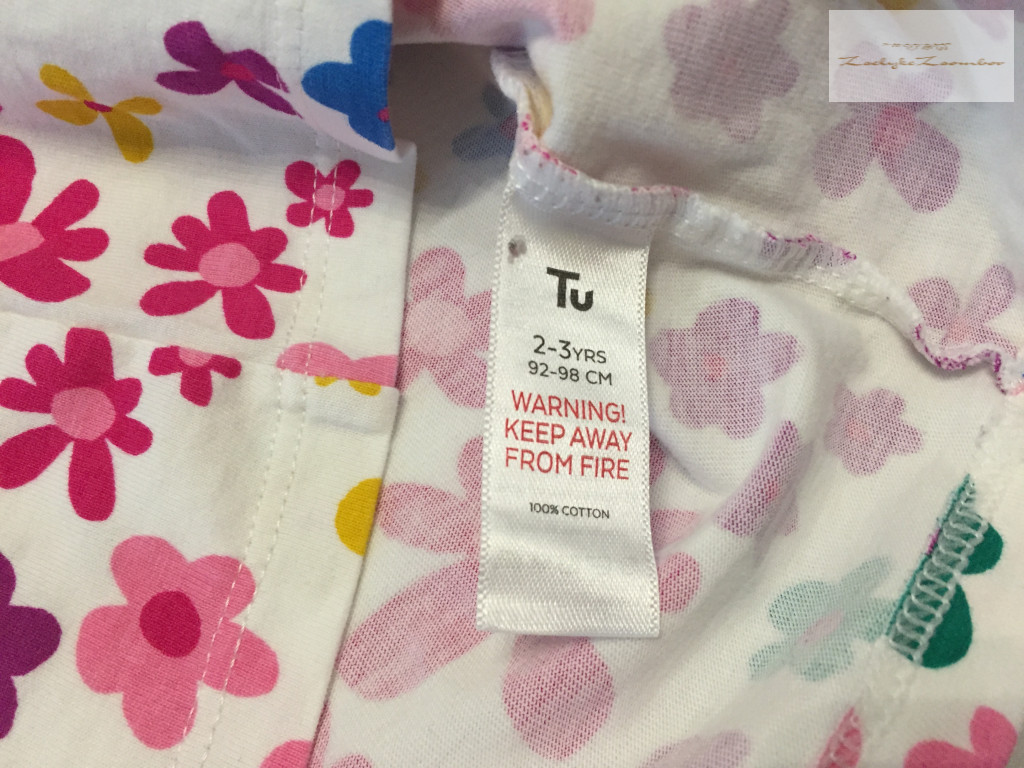 Tu
2-3YRS
92-98 CM
WARNING!
KEEP AWAY
FROM FIRE
100% COTTON